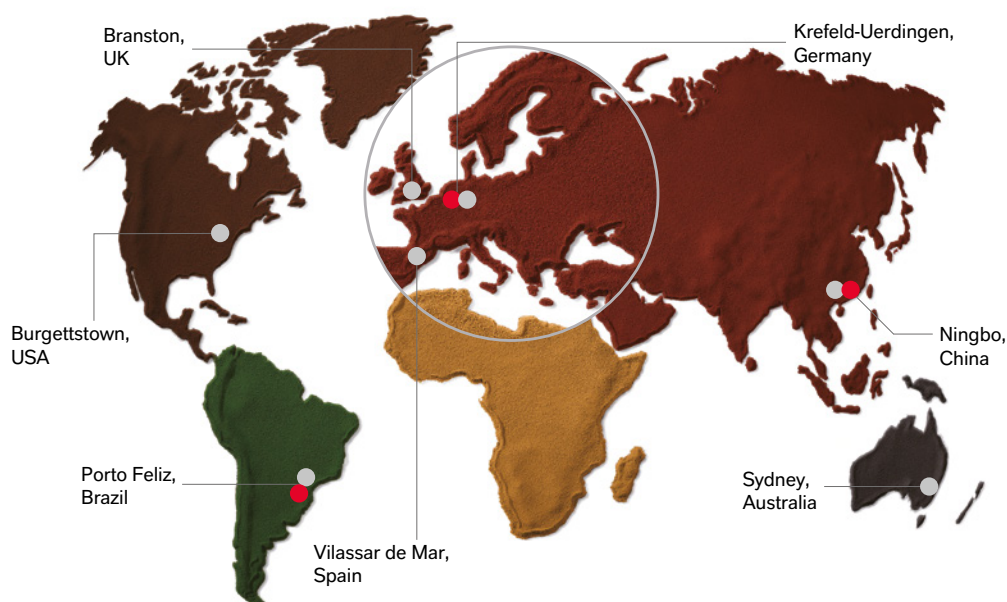 Branston,
UK
Krefeld-Uerdingen,
Germany
Burgettstown,
USA
Ningbo,
China
Porto Feliz,
Brazil
Sydney,
Australia
Vilassar de Mar,
Spain